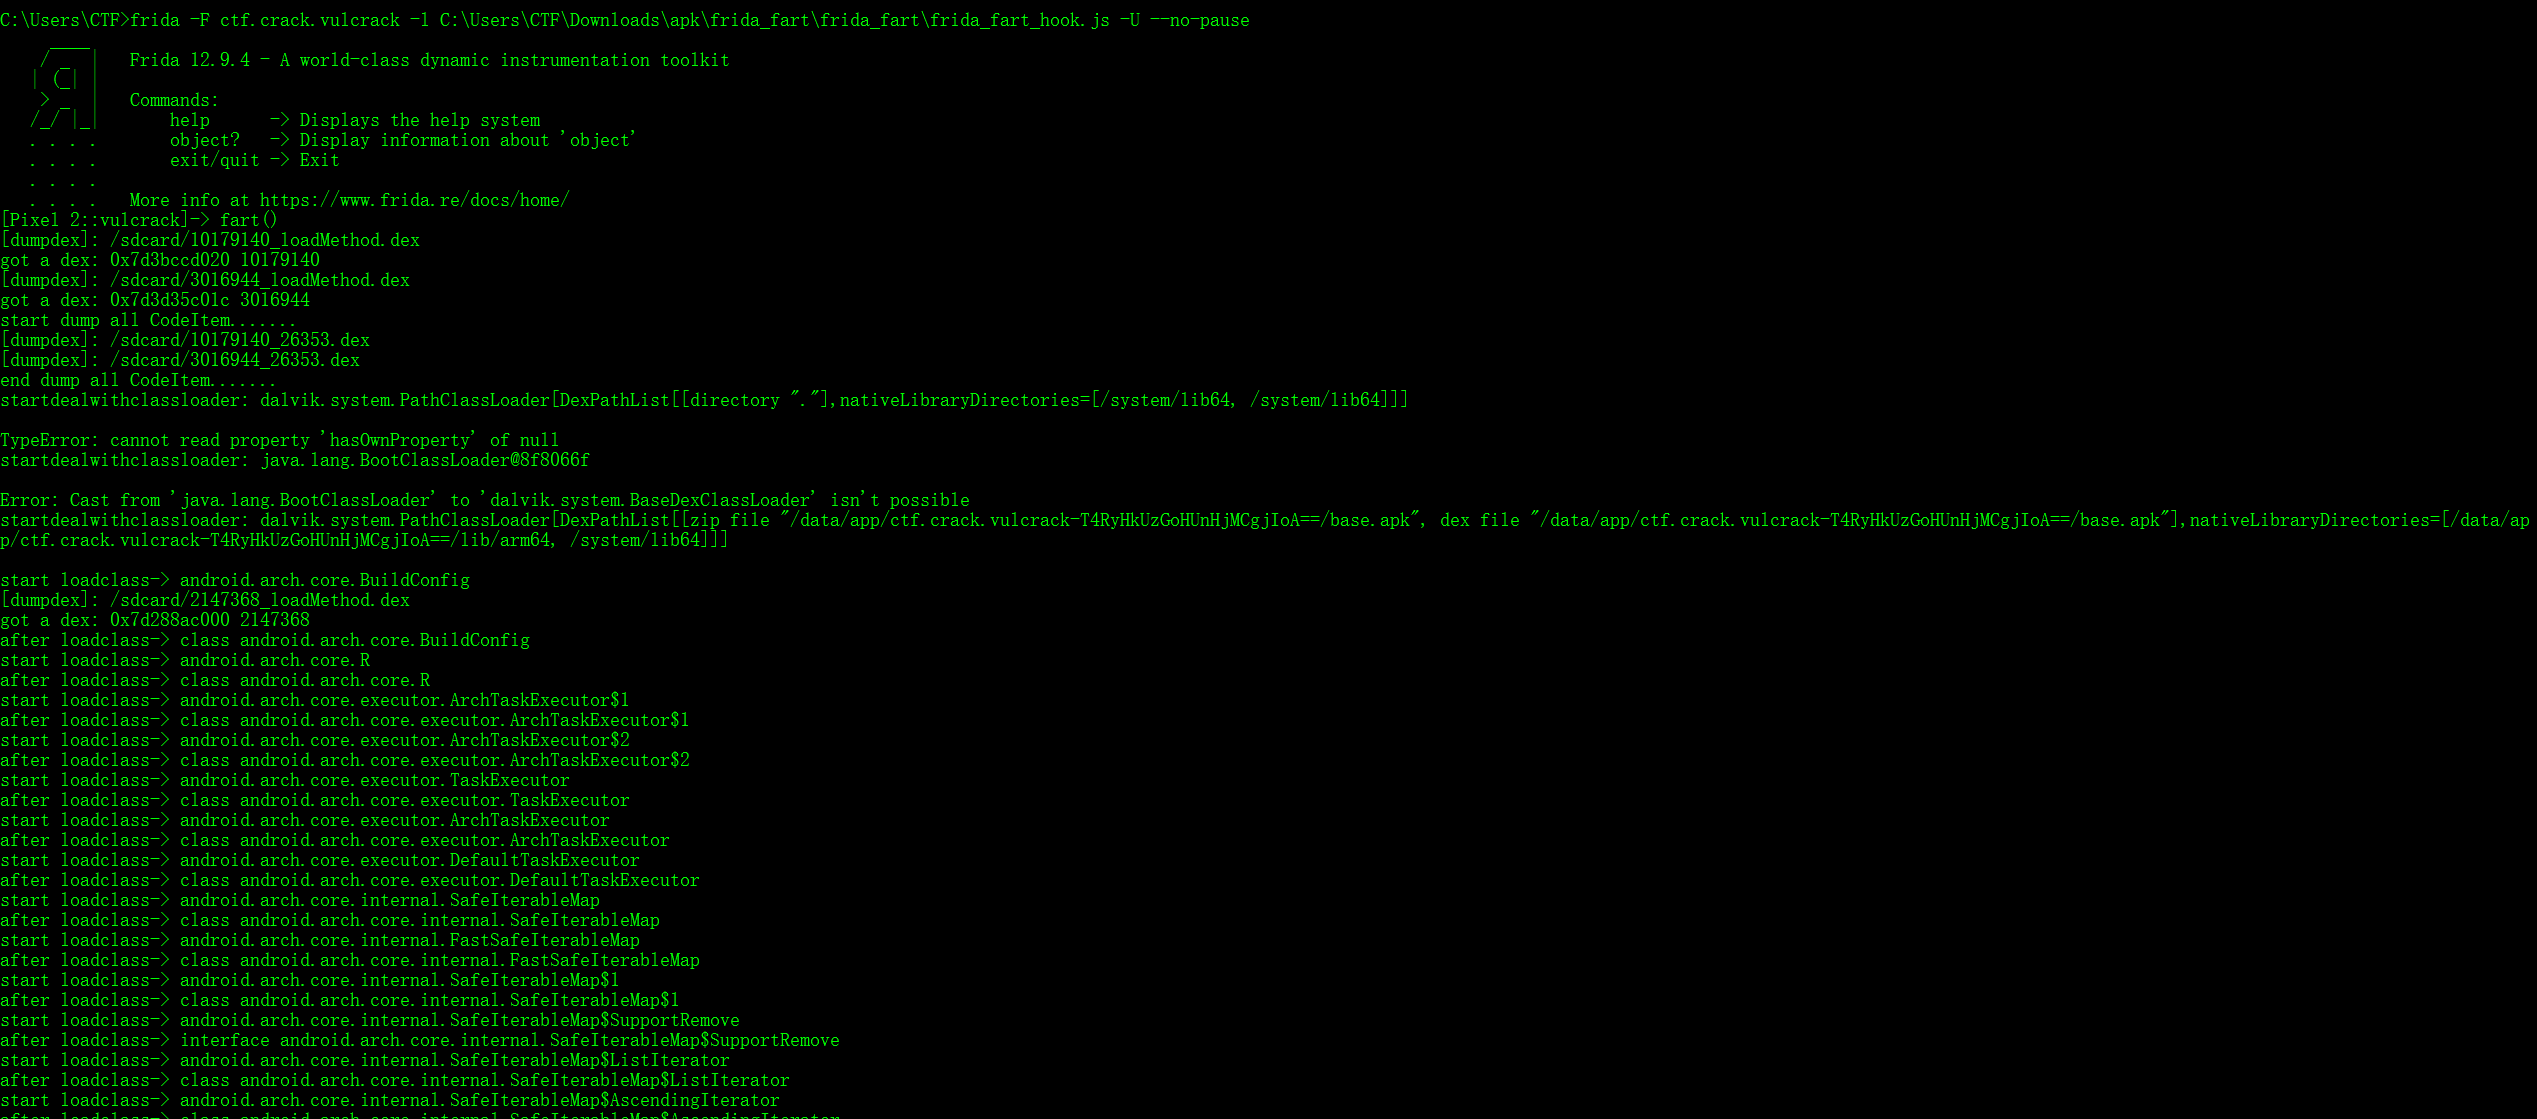 C:\Users\CTF>frida -F ctf.crack.vulcrack -l C:\Users\CTF\Downloads\apk\frida_fart\frida_fart\frida_fart_hook.js -U --no-pause
     ____
    / _  |   Frida 12.9.4 - A world-class dynamic instrumentation toolkit
   | (_| |
    > _  |   Commands:
   /_/ |_|       help      -> Displays the help system
   . . . .       object?   -> Display information about 'object'
   . . . .       exit/quit -> Exit
   . . . .
   . . . .   More info at https://www.frida.re/docs/home/
[Pixel 2::vulcrack]-> fart()
[dumpdex]: /sdcard/10179140_loadMethod.dex
got a dex: 0x7d3bccd020 10179140
[dumpdex]: /sdcard/3016944_loadMethod.dex
got a dex: 0x7d3d35c01c 3016944
start dump all CodeItem.......
[dumpdex]: /sdcard/10179140_26353.dex
[dumpdex]: /sdcard/3016944_26353.dex
end dump all CodeItem.......
startdealwithclassloader: dalvik.system.PathClassLoader[DexPathList[[directory "."],nativeLibraryDirectories=[/system/lib64, /system/lib64]]]
TypeError: cannot read property 'hasOwnProperty' of null
startdealwithclassloader: java.lang.BootClassLoader@8f8066f
Error: Cast from 'java.lang.BootClassLoader' to 'dalvik.system.BaseDexClassLoader' isn't possible
startdealwithclassloader: dalvik.system.PathClassLoader[DexPathList[[zip file "/data/app/ctf.crack.vulcrack-T4RyHkUzGoHUnHjMCgjIoA==/base.apk", dex file "/data/app/ctf.crack.vulcrack-T4RyHkUzGoHUnHjMCgjIoA==/base.apk"],nativeLibraryDirectories=[/data/ap
p/ctf.crack.vulcrack-T4RyHkUzGoHUnHjMCgjIoA==/lib/arm64, /system/lib64]]]
start loadclass-> android.arch.core.BuildConfig
[dumpdex]: /sdcard/2147368_loadMethod.dex
got a dex: 0x7d288ac000 2147368
after loadclass-> class android.arch.core.BuildConfig
start loadclass-> android.arch.core.R
after loadclass-> class android.arch.core.R
start loadclass-> android.arch.core.executor.ArchTaskExecutor$1
after loadclass-> class android.arch.core.executor.ArchTaskExecutor$1
start loadclass-> android.arch.core.executor.ArchTaskExecutor$2
after loadclass-> class android.arch.core.executor.ArchTaskExecutor$2
start loadclass-> android.arch.core.executor.TaskExecutor
after loadclass-> class android.arch.core.executor.TaskExecutor
start loadclass-> android.arch.core.executor.ArchTaskExecutor
after loadclass-> class android.arch.core.executor.ArchTaskExecutor
start loadclass-> android.arch.core.executor.DefaultTaskExecutor
after loadclass-> class android.arch.core.executor.DefaultTaskExecutor
start loadclass-> android.arch.core.internal.SafeIterableMap
after loadclass-> class android.arch.core.internal.SafeIterableMap
start loadclass-> android.arch.core.internal.FastSafeIterableMap
after loadclass-> class android.arch.core.internal.FastSafeIterableMap
start loadclass-> android.arch.core.internal.SafeIterableMap$1
after loadclass-> class android.arch.core.internal.SafeIterableMap$1
start loadclass-> android.arch.core.internal.SafeIterableMap$SupportRemove
after loadclass-> interface android.arch.core.internal.SafeIterableMap$SupportRemove
start loadclass-> android.arch.core.internal.SafeIterableMap$ListIterator
after loadclass-> class android.arch.core.internal.SafeIterableMap$ListIterator
start loadclass-> android.arch.core.internal.SafeIterableMap$AscendingIterator
after loadclass-> class android.arch.core.internal.SafeIterableMap$AscendingIterator